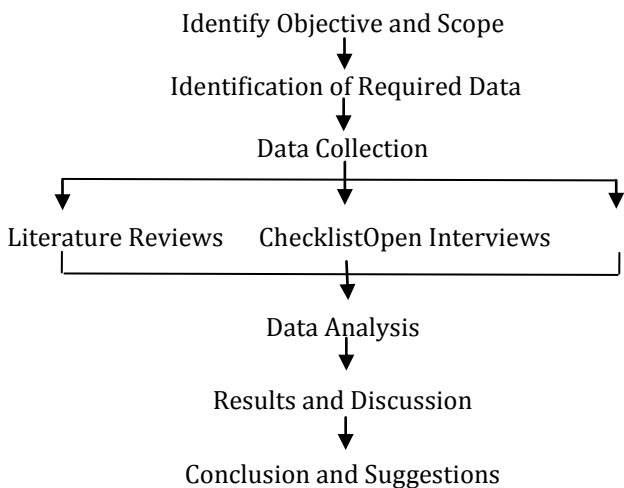 Identify Objective and Scope
Identification of Required Data
Data Collection
Literature Reviews ChecklistOpen Interviews
Data Analysis
Results and Discussion
Conclusion and Suggestions